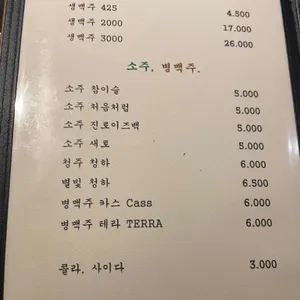 생맥주 425 4.500
생맥주 2000 17.000
생맥주 3000 26.000
소주, 병맥주.
소주 참이슬 5.000
소주 처음처럼 5.000
소주 진로이즈백 5.000
소주 새로 5.000
청주 청하 6.000
별빛 청하 6.500
병맥주 카스 Cass 6.000
병맥주 테라 TERRA 6.000
콜라, 사이다 3.000